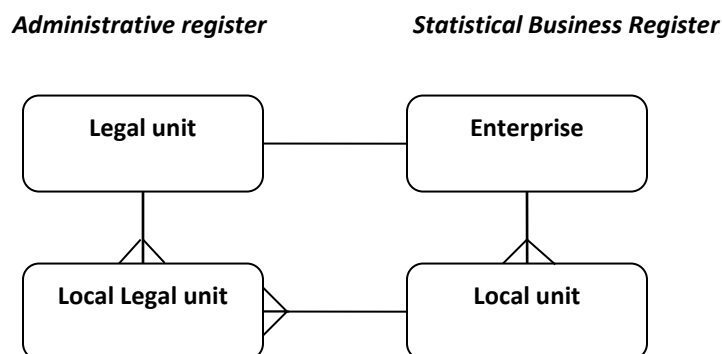 Administrative register
Statistical Business Register
Legal unit
Enterprise
Local Legal unit
Local unit